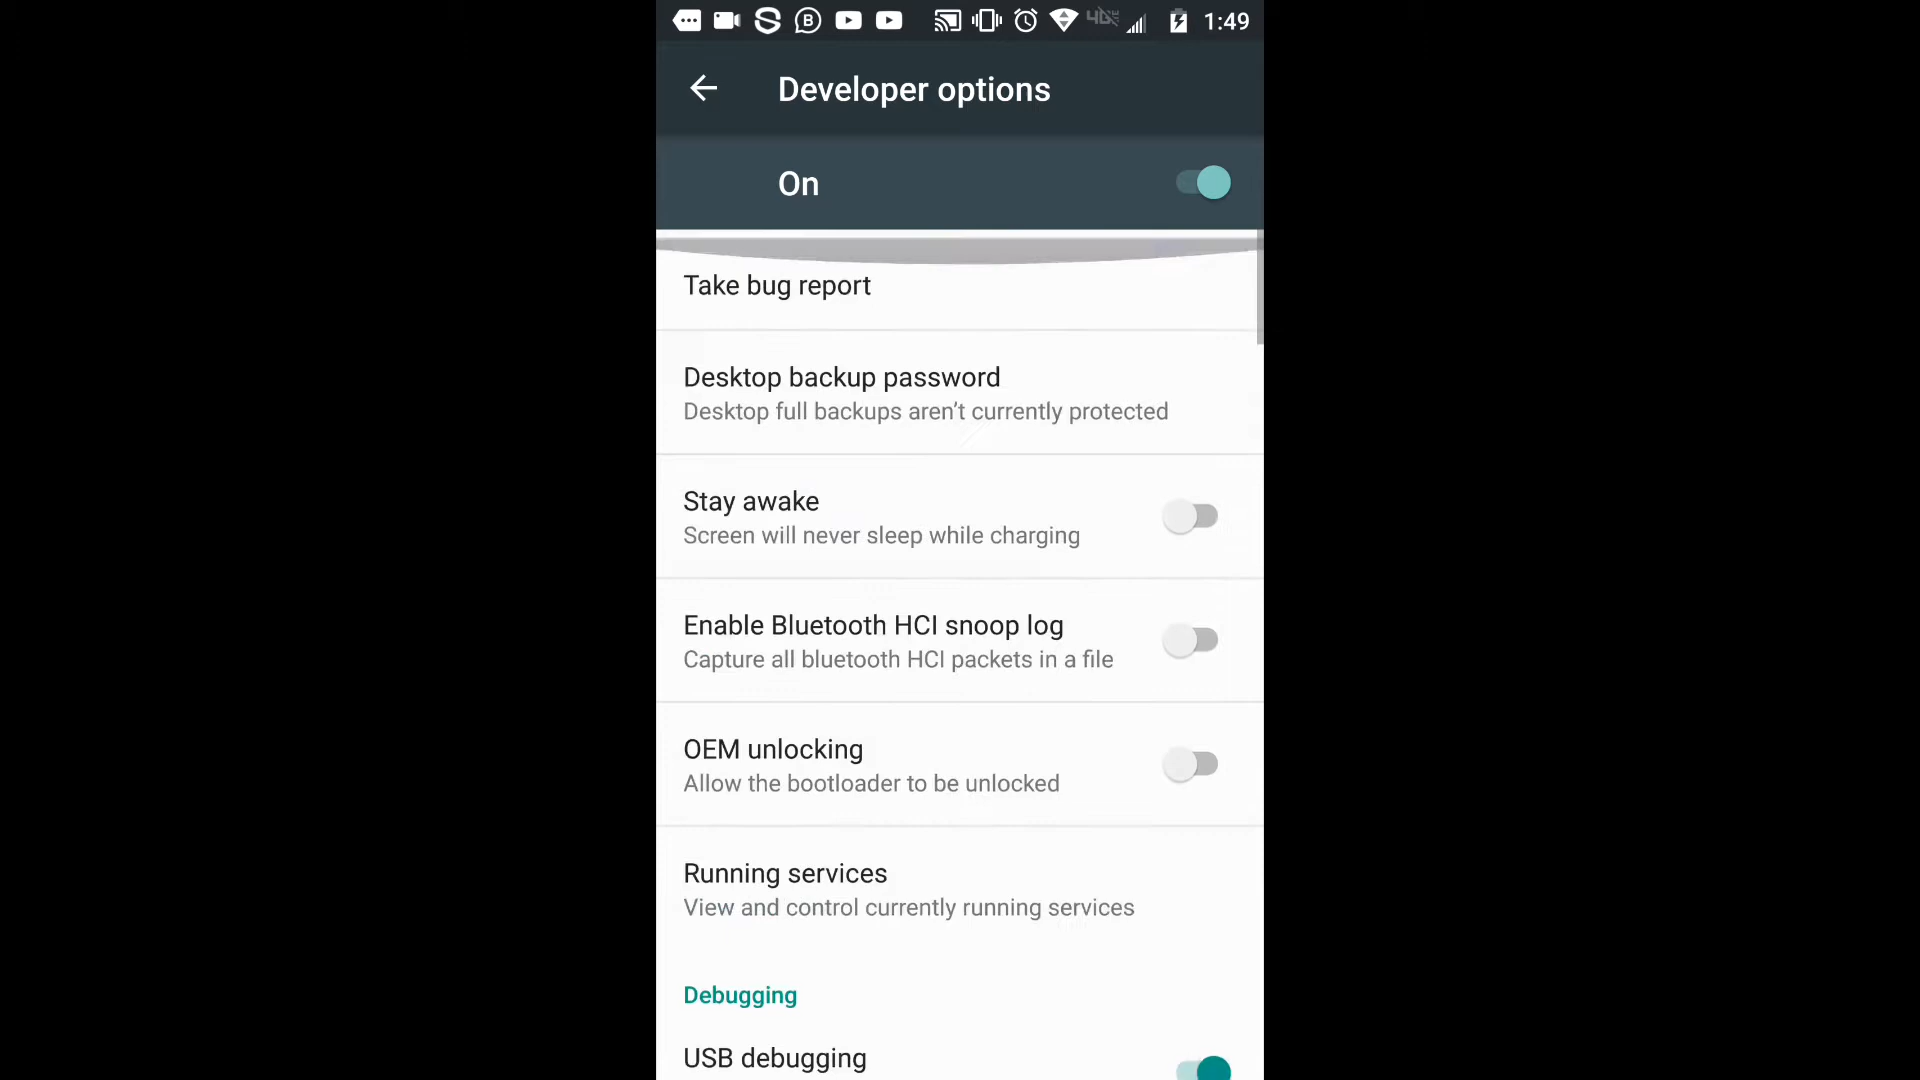 1:49
Developer options
On
Take bug report
Desktop backup password
Desktop full backups aren’t currently protected
Stay awake
Screen will never sleep while charging
Enable Bluetooth HCI snoop log
Capture all bluetooth HCI packets in a file
OEM unlocking
Allow the bootloader to be unlocked
Running services
View and control currently running services
Debugging
USB debugging